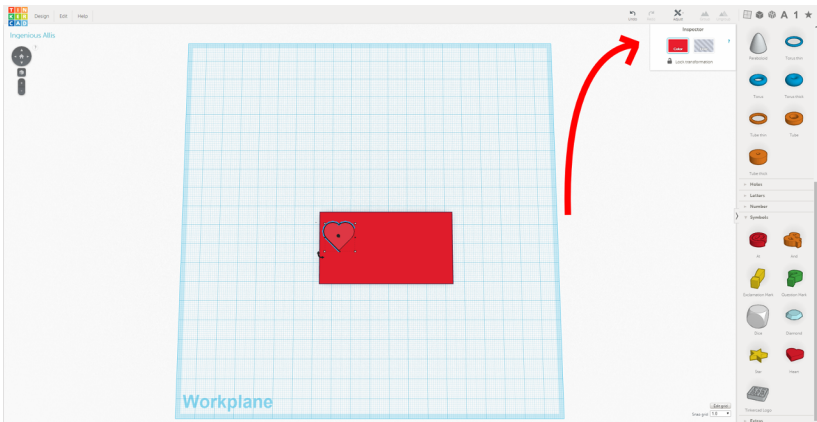 TIN
KER
CAD
Design Edit Help
Undo Redo Adjust Group
Ingenious Allis
Inspector
Color
Lock transformation
Paraboloid Torus thin
Torus Torus thick
Tube thin Tube
Tube thick
Holes
Letters
Number
Symbols
At And
Exclamation Mark Question Mark
Dice Diamond
Star Heart
Tinkercad Logo
Extras
Workplane
Edit grid
Snap grid 1.0